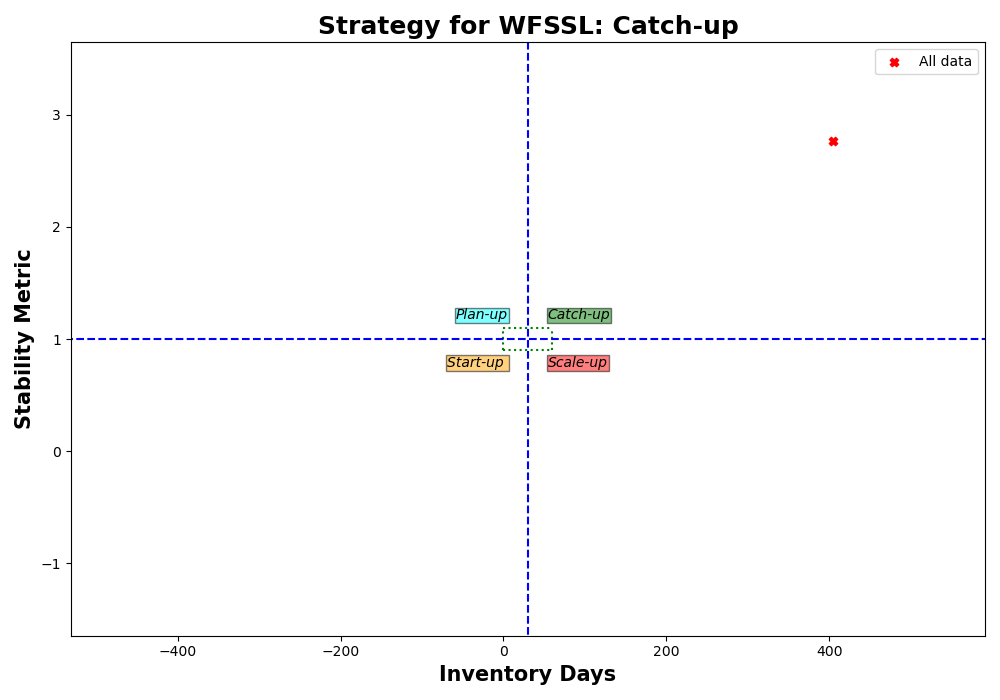 Strategy for WFSSL: Catch-up
All data
3
2
Plan-up
Catch-up
1
Start-up
Scale-up
0
−1
Stability Metric
−400
−200
0
200
400
Inventory Days